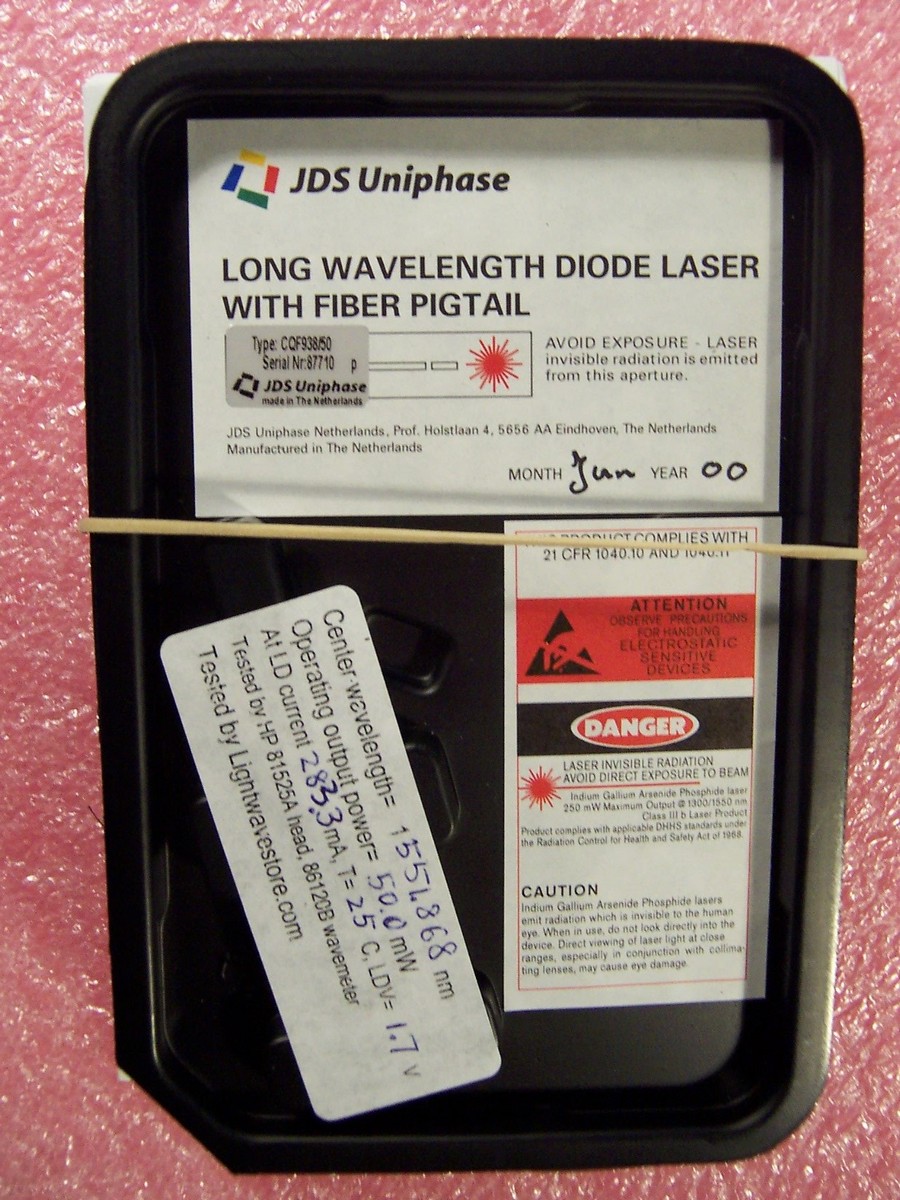 JDS Uniphase
LONG WAVELENGTH DIODE LASER
WITH FIBER PIGTAIL
Type: CQF938/50
Serial Nr:87710 p
JDS Uniphase
made in The Netherlands
AVOID EXPOSURE - LASER
invisible radiation is emitted
from this aperture.
JDS Uniphase Netherlands, Prof. Holstlaan 4, 5656 AA Eindhoven, The Netherlands
Manufactured in The Netherlands
MONTH Jun YEAR 00
PRODUCT COMPLIES WITH
21 CFR 1040.10 AND 1040.11
ATTENTION
OBSERVE PRECAUTIONS
FOR HANDLING
ELECTROSTATIC
SENSITIVE
DEVICES
DANGER
LASER INVISIBLE RADIATION
AVOID DIRECT EXPOSURE TO BEAM
Indium Gallium Arsenide Phosphide laser
250 mW Maximum Output @ 1300/1550 nm
Class III b Laser Product
Product complies with applicable DHHS standards under
the Radiation Control for Health and Safety Act of 1968.
CAUTION
Indium Gallium Arsenide Phosphide lasers
emit radiation which is invisible to the human
eye. When in use, do not look directly into the
device. Direct viewing of laser light at close
ranges, especially in conjunction with collima-
ting lenses, may cause eye damage.
Center wavelength= 1554.868 nm
Operating output power= 50.0 mW
At LD current 283.3 mA, T= 25 C, LDV= 1.7 v
Tested by HP 81525A head, 86120B wavemeter
Tested by Lightwavestore.com